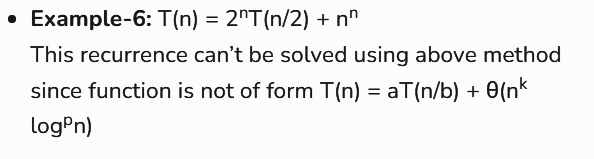 • Example-6: T(n) = 2ⁿT(n/2) + nⁿ
This recurrence can’t be solved using above method
since function is not of form T(n) = aT(n/b) + θ(nᵏ
logᵖn)